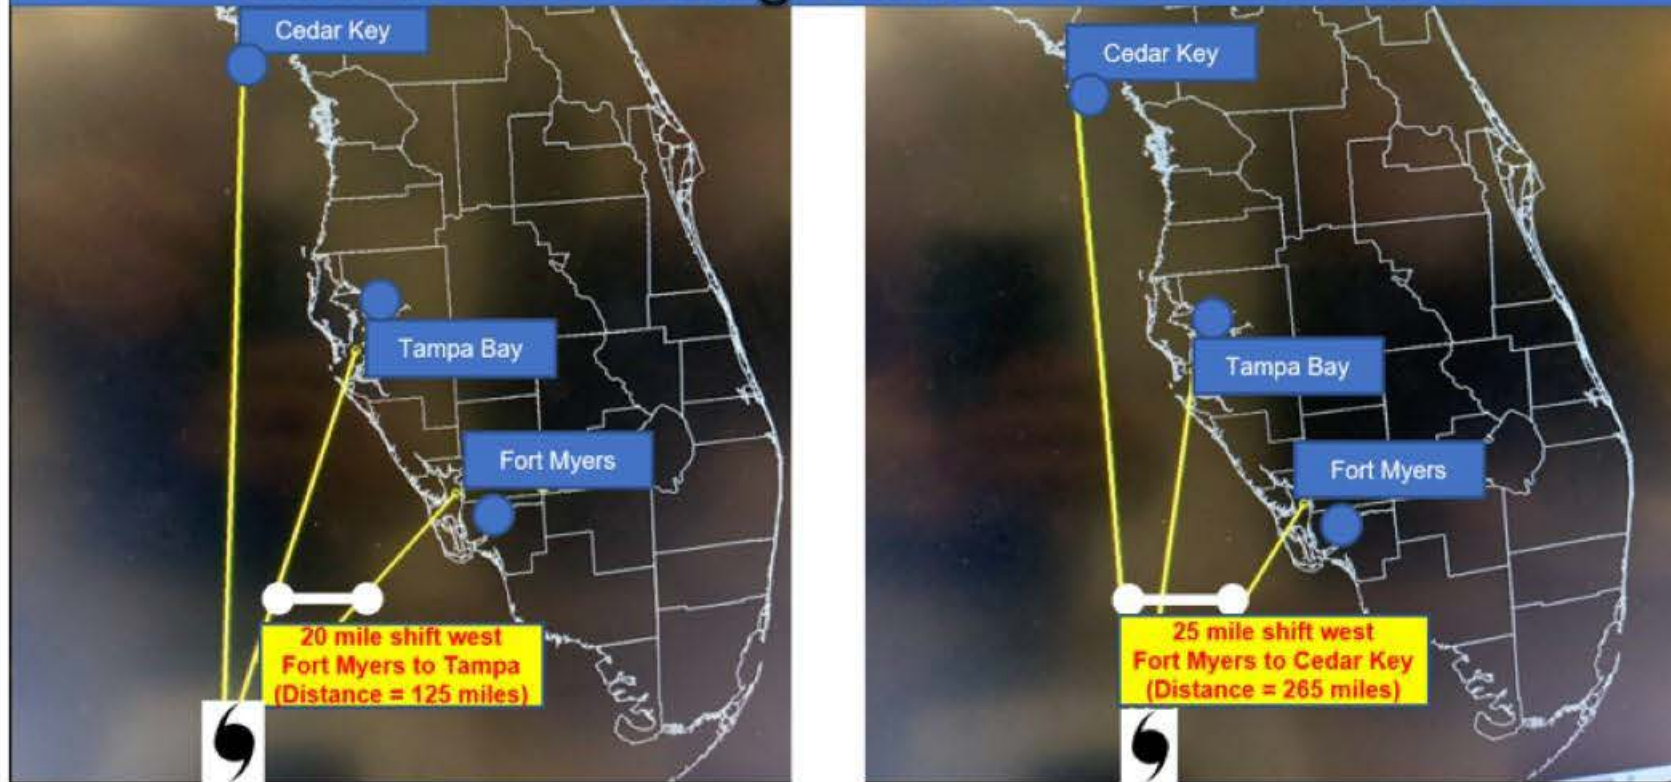 Cedar Key
Tampa Bay
Fort Myers
20 mile shift west
Fort Myers to Tampa
(Distance = 125 miles)
Cedar Key
Tampa Bay
Fort Myers
25 mile shift west
Fort Myers to Cedar Key
(Distance = 265 miles)